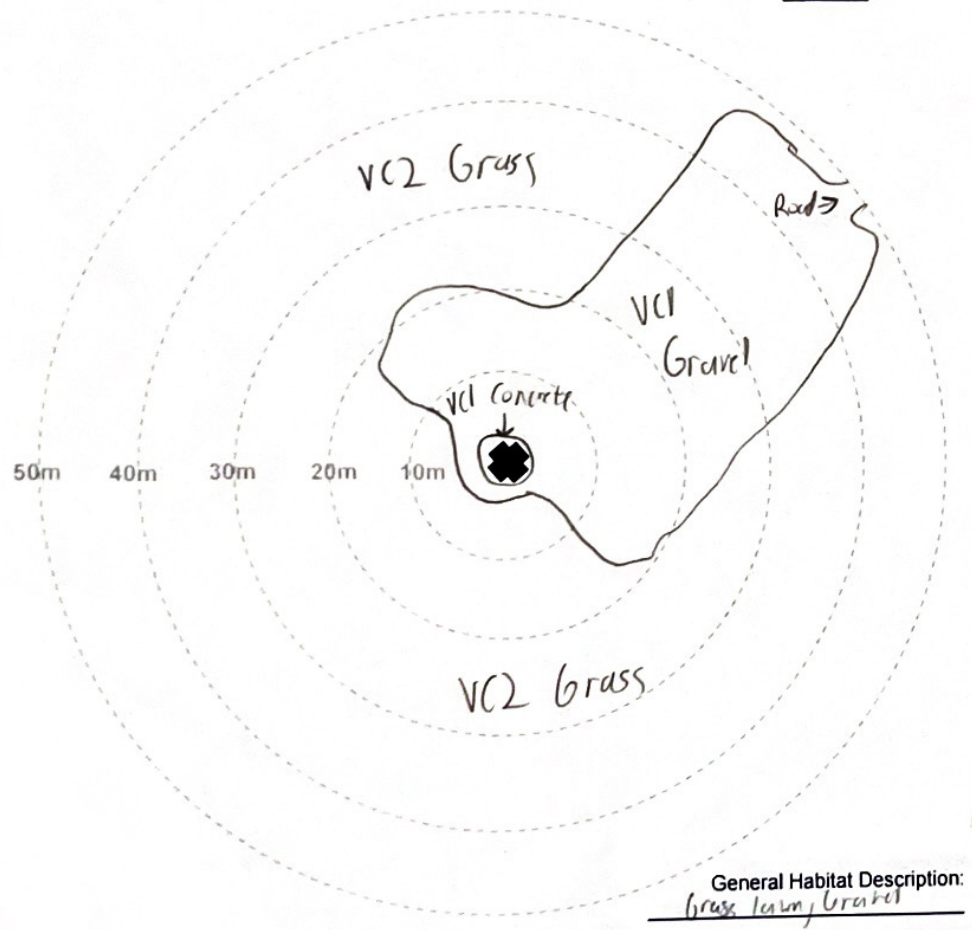 VC2 Grass
Road →
VC1
Gravel
VC1 Concrete
50m 40m 30m 20m 10m
VC2 Grass
General Habitat Description:
Grass lawn, Gravel